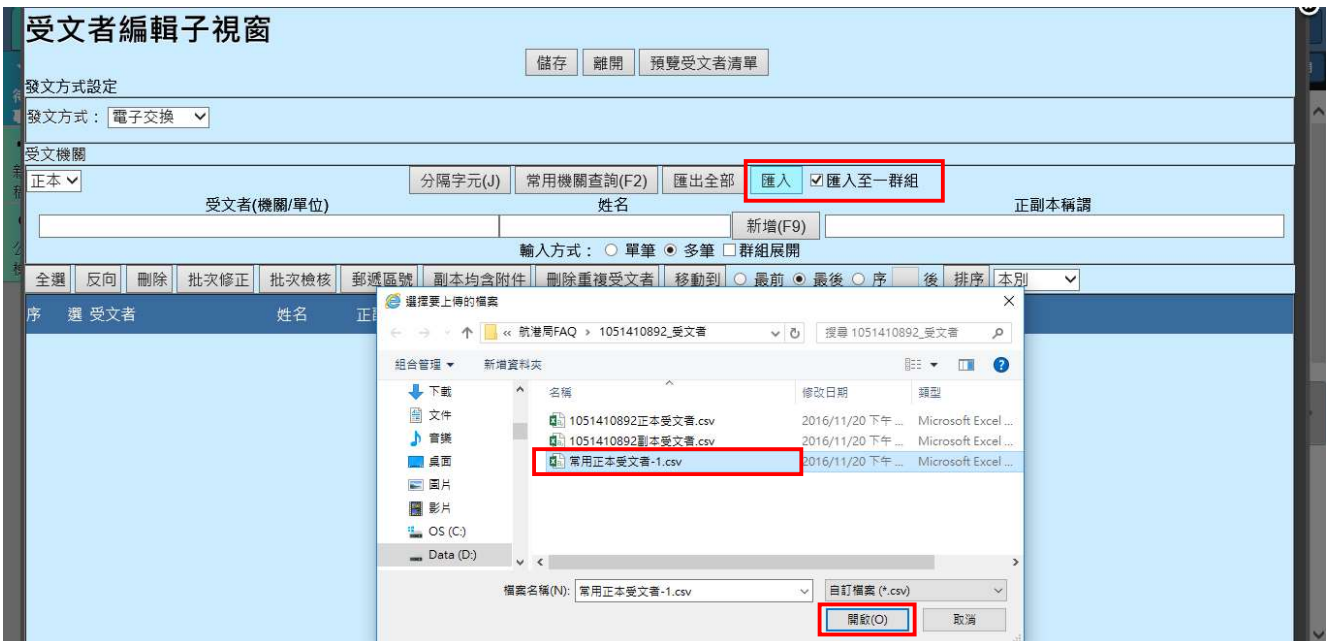 受文者編輯子視窗
儲存 離開 預覽受文者清單
發文方式設定
發文方式： 電子交換
受文機關
正本 分隔字元(J) 常用機關查詢(F2) 匯出全部 匯入 匯入至一群組
受文者(機關/單位) 姓名 正副本稱謂
新增(F9)
輸入方式： 單筆 多筆 群組展開
全選 反向 刪除 批次修正 批次檢核 郵遞區號 副本均含附件 刪除重複受文者 移動到 最前 最後 序 後 排序 本別
序 選 受文者 姓名
選擇要上傳的檔案
« 航港局FAQ › 1051410892_受文者 搜尋 1051410892_受文者
組合管理 新增資料夾
下載 名稱 修改日期 類型
文件 1051410892正本受文者.csv 2016/11/20 下午 ... Microsoft Excel ...
音樂 1051410892副本受文者.csv 2016/11/20 下午 ... Microsoft Excel ...
桌面 常用正本受文者-1.csv 2016/11/20 下午 ... Microsoft Excel ...
圖片
影片
OS (C:)
Data (D:)
檔案名稱(N): 常用正本受文者-1.csv 自訂檔案 (*.csv)
開啟(O) 取消